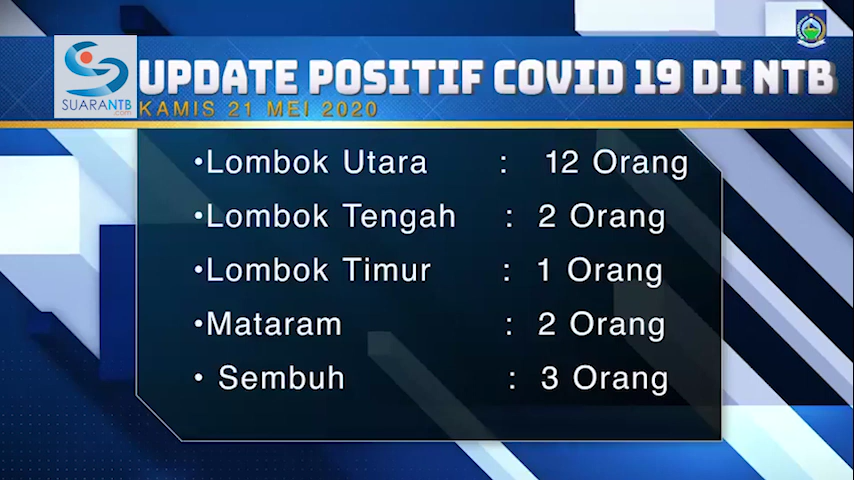 SUARANTB
.com
UPDATE POSITIF COVID 19 DI NTB
KAMIS 21 MEI 2020
•Lombok Utara : 12 Orang
•Lombok Tengah : 2 Orang
•Lombok Timur : 1 Orang
•Mataram : 2 Orang
• Sembuh : 3 Orang